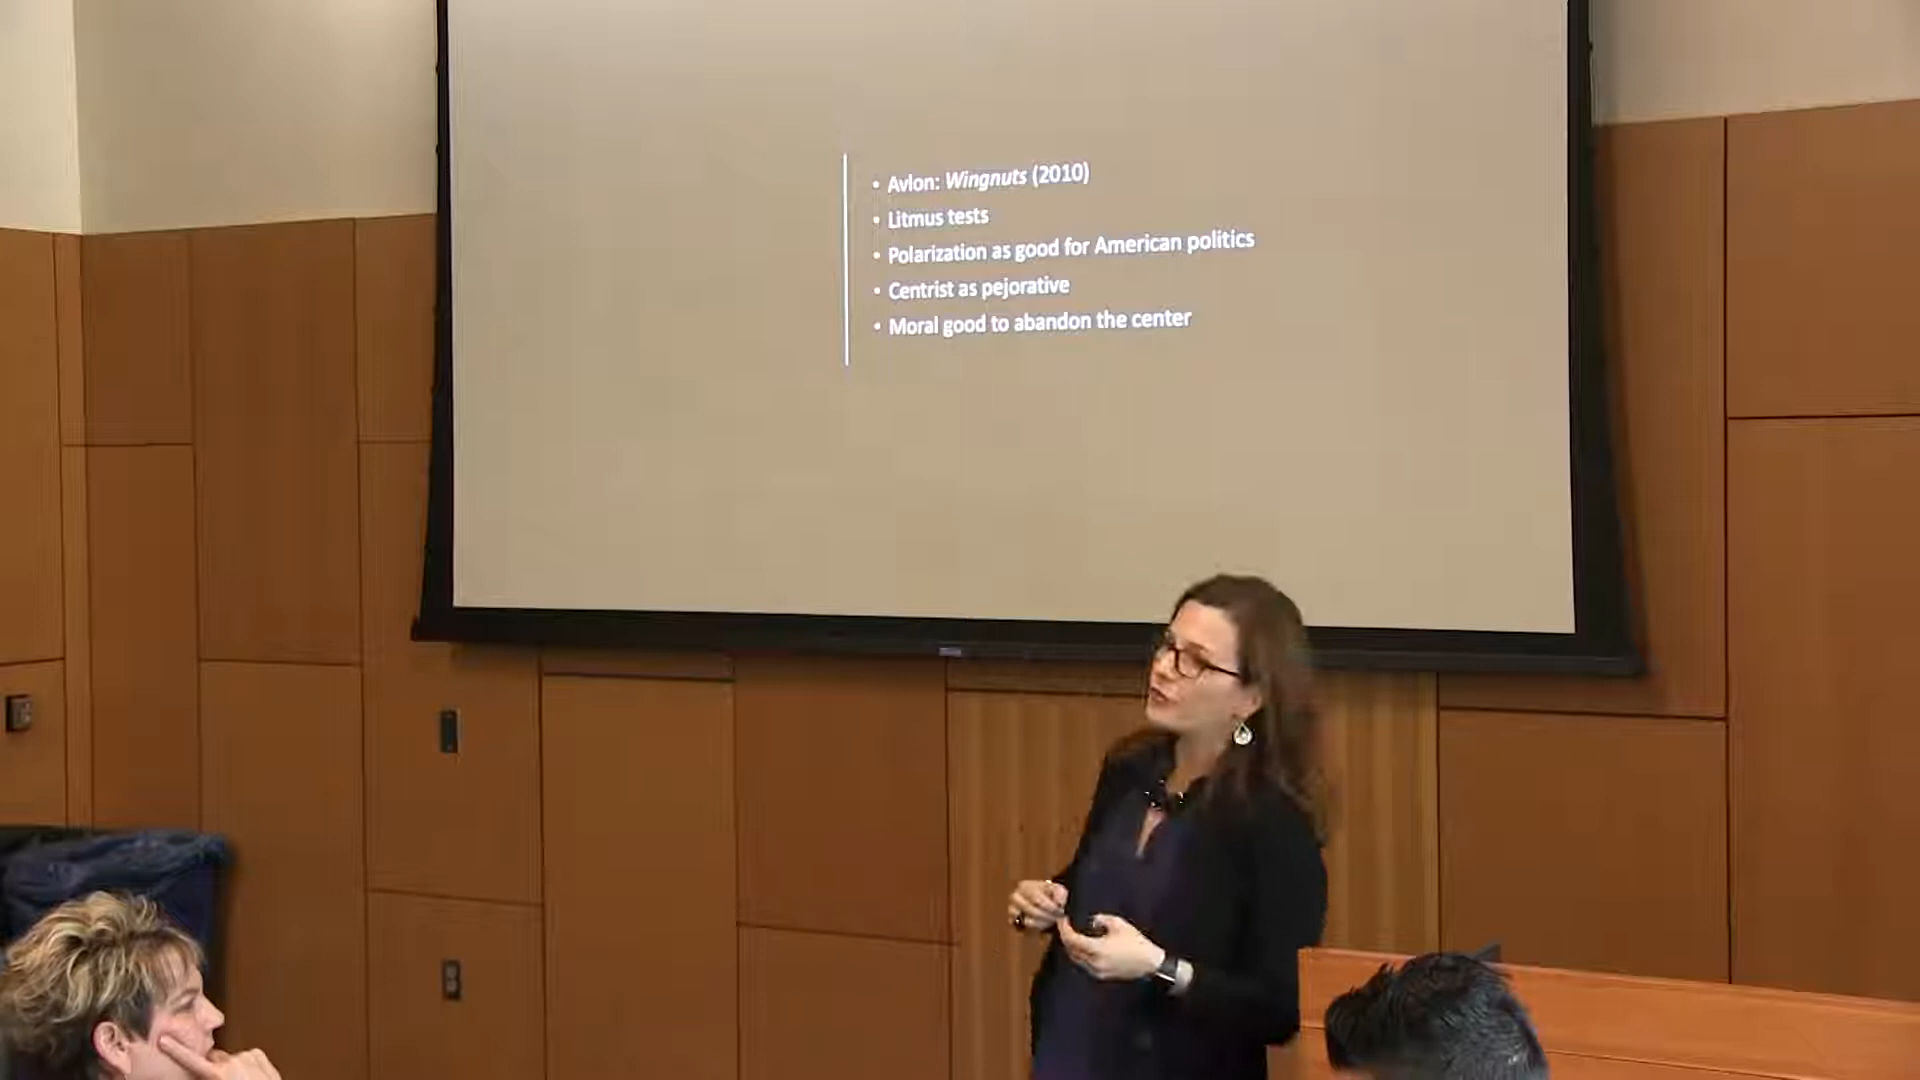 • Avlon: Wingnuts (2010)
• Litmus tests
• Polarization as good for American politics
• Centrist as pejorative
• Moral good to abandon the center